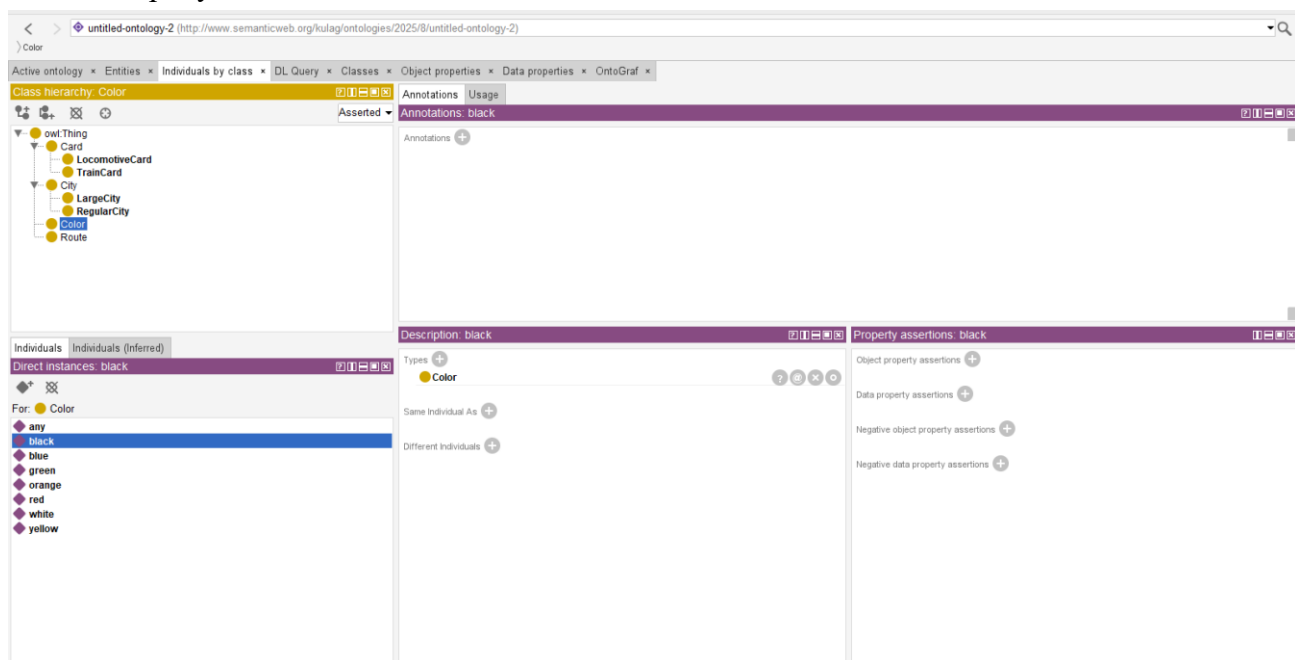 untitled-ontology-2 (http://www.semanticweb.org/kulag/ontologies/2025/8/untitled-ontology-2)
Color
Active ontology × Entities × Individuals by class × DL Query × Classes × Object properties × Data properties × OntoGraf ×
Class hierarchy: Color
Asserted
owl:Thing
Card
LocomotiveCard
TrainCard
City
LargeCity
RegularCity
Color
Route
Annotations Usage
Annotations: black
Annotations
Individuals Individuals (Inferred)
Direct instances: black
For: Color
any
black
blue
green
orange
red
white
yellow
Description: black
Types
Color
Same Individual As
Different Individuals
Property assertions: black
Object property assertions
Data property assertions
Negative object property assertions
Negative data property assertions